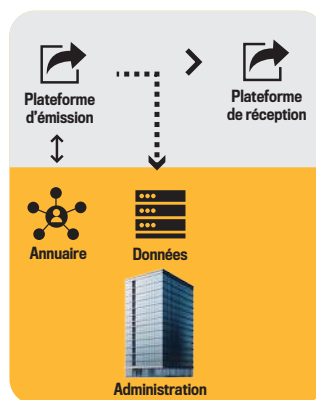 Plateforme
d'émission
Plateforme
de réception
Annuaire
Données
Administration